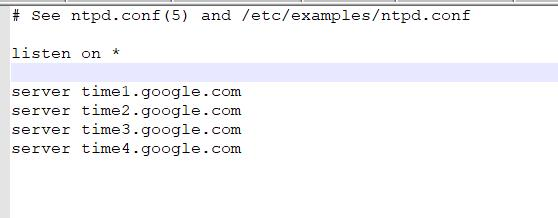 # See ntpd.conf(5) and /etc/examples/ntpd.conf
listen on *
server time1.google.com
server time2.google.com
server time3.google.com
server time4.google.com